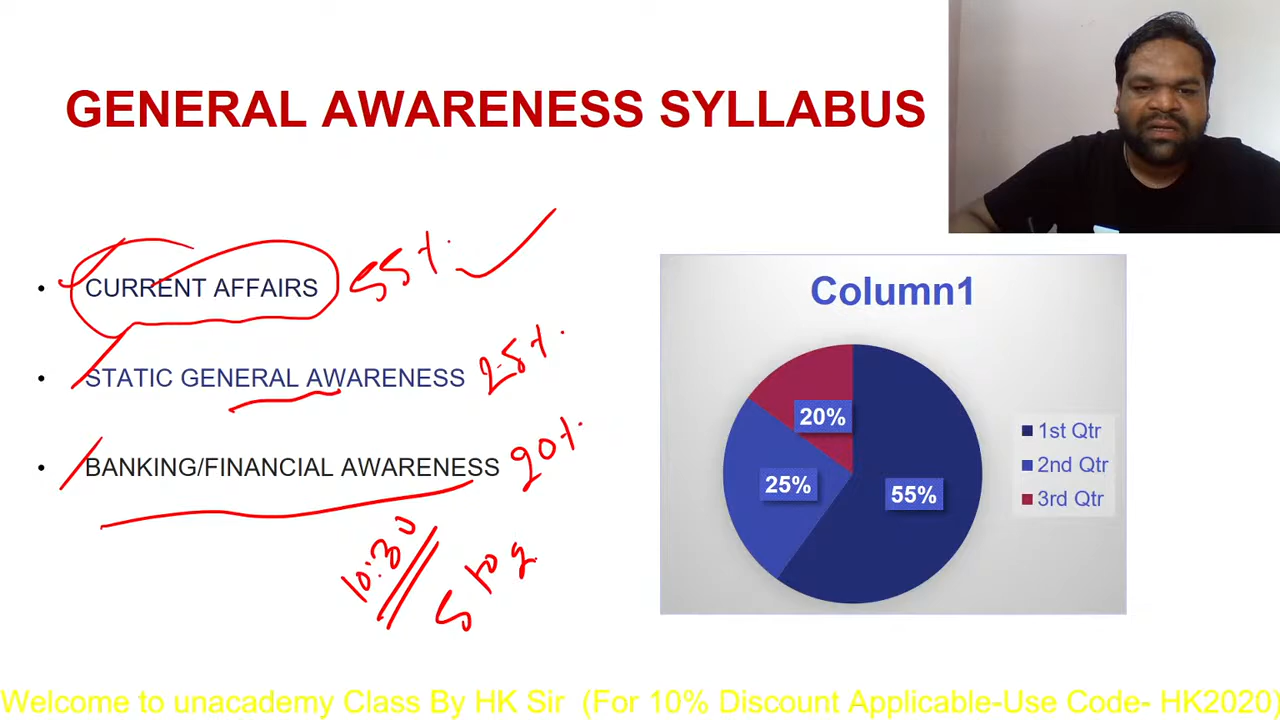 GENERAL AWARENESS SYLLABUS
• CURRENT AFFAIRS 55%
• STATIC GENERAL AWARENESS 25%
• BANKING/FINANCIAL AWARENESS 20%
10:30
Column1
20%
25%
55%
1st Qtr
2nd Qtr
3rd Qtr
Welcome to unacademy Class By HK Sir (For 10% Discount Applicable-Use Code- HK2020)